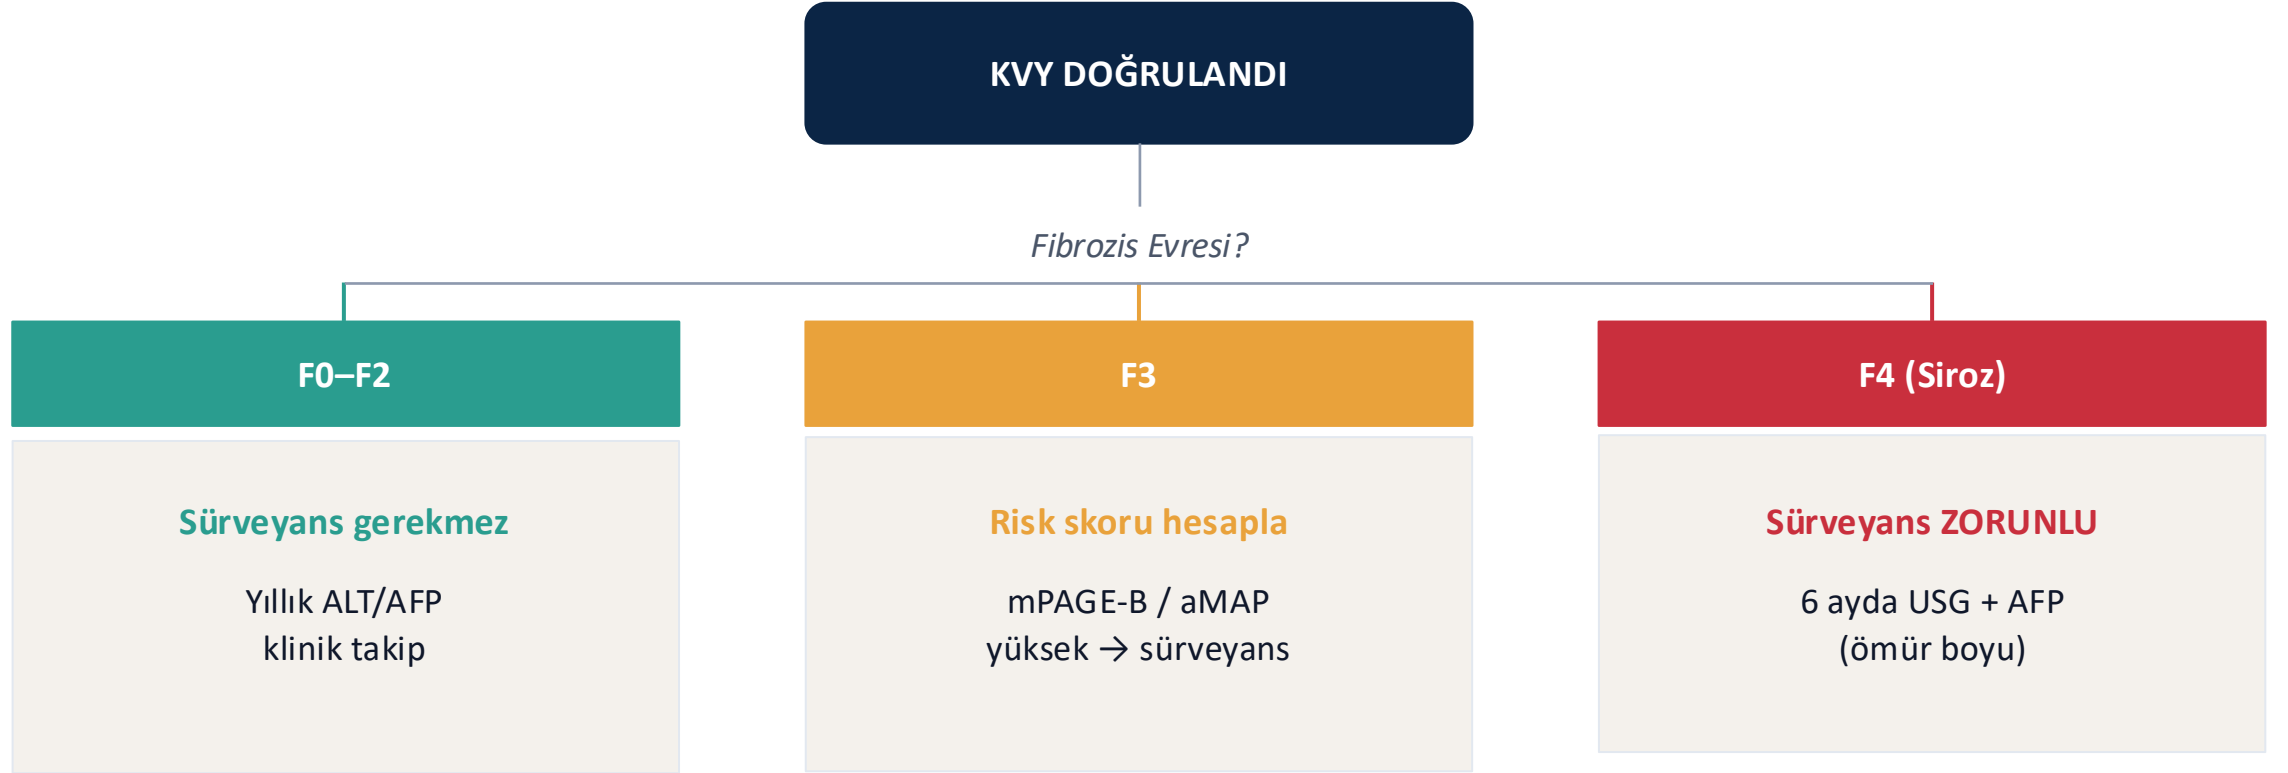 KVY DOĞRULANDI
Fibrozis Evresi?
F0–F2
Sürveyans gerekmez
Yıllık ALT/AFP
klinik takip
F3
Risk skoru hesapla
mPAGE-B / aMAP
yüksek → sürveyans
F4 (Siroz)
Sürveyans ZORUNLU
6 ayda USG + AFP
(ömür boyu)